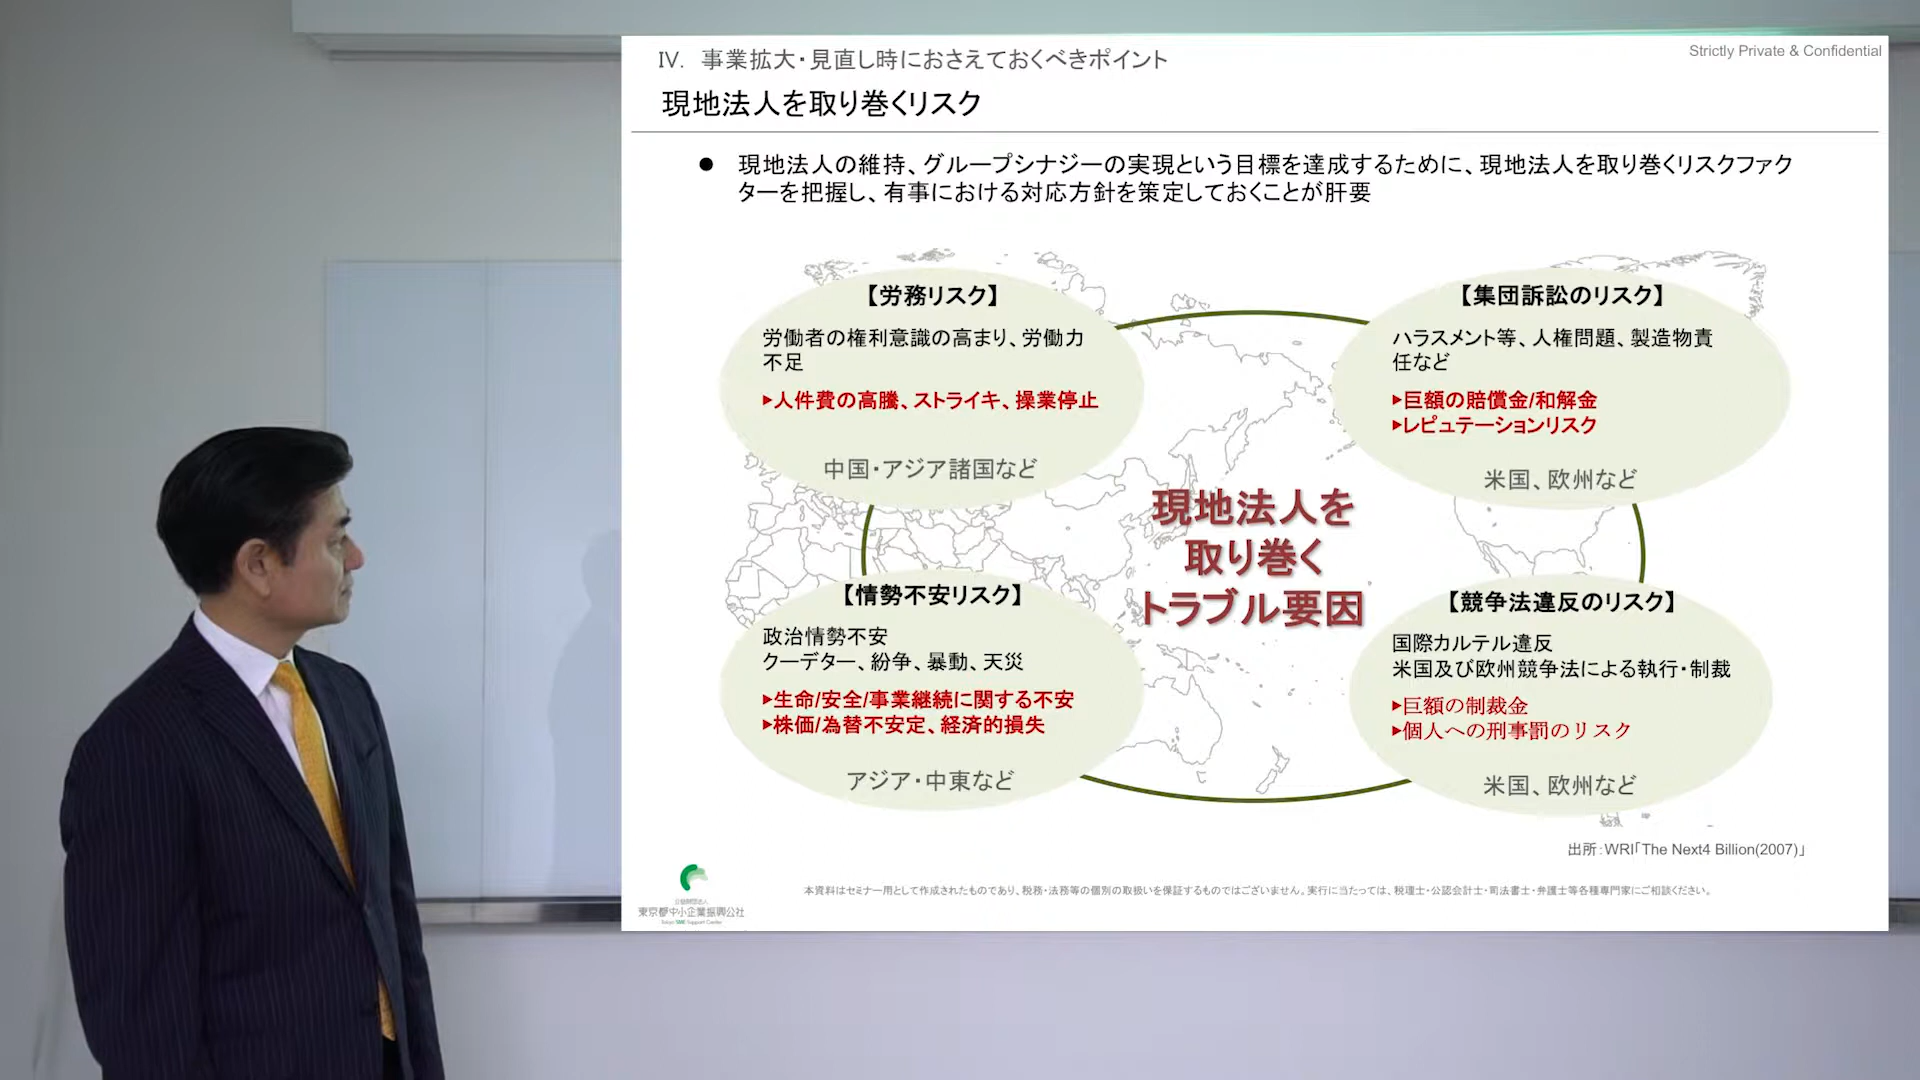 Ⅳ. 事業拡大・見直し時におさえておくべきポイント
Strictly Private & Confidential
現地法人を取り巻くリスク
● 現地法人の維持、グループシナジーの実現という目標を達成するために、現地法人を取り巻くリスクファク
ターを把握し、有事における対応方針を策定しておくことが肝要
【労務リスク】
労働者の権利意識の高まり、労働力
不足
▶人件費の高騰、ストライキ、操業停止
中国・アジア諸国など
【集団訴訟のリスク】
ハラスメント等、人権問題、製造物責
任など
▶巨額の賠償金/和解金
▶レピュテーションリスク
米国、欧州など
現地法人を
取り巻く
トラブル要因
【情勢不安リスク】
政治情勢不安
クーデター、紛争、暴動、天災
▶生命/安全/事業継続に関する不安
▶株価/為替不安定、経済的損失
アジア・中東など
【競争法違反のリスク】
国際カルテル違反
米国及び欧州競争法による執行・制裁
▶巨額の制裁金
▶個人への刑事罰のリスク
米国、欧州など
出所：WRI「The Next4 Billion(2007)」
公益財団法人
東京都中小企業振興公社
Tokyo SME Support Center
本資料はセミナー用として作成されたものであり、税務・法務等の個別の取扱いを保証するものではございません。実行に当たっては、税理士・公認会計士・司法書士・弁護士等各種専門家にご相談ください。